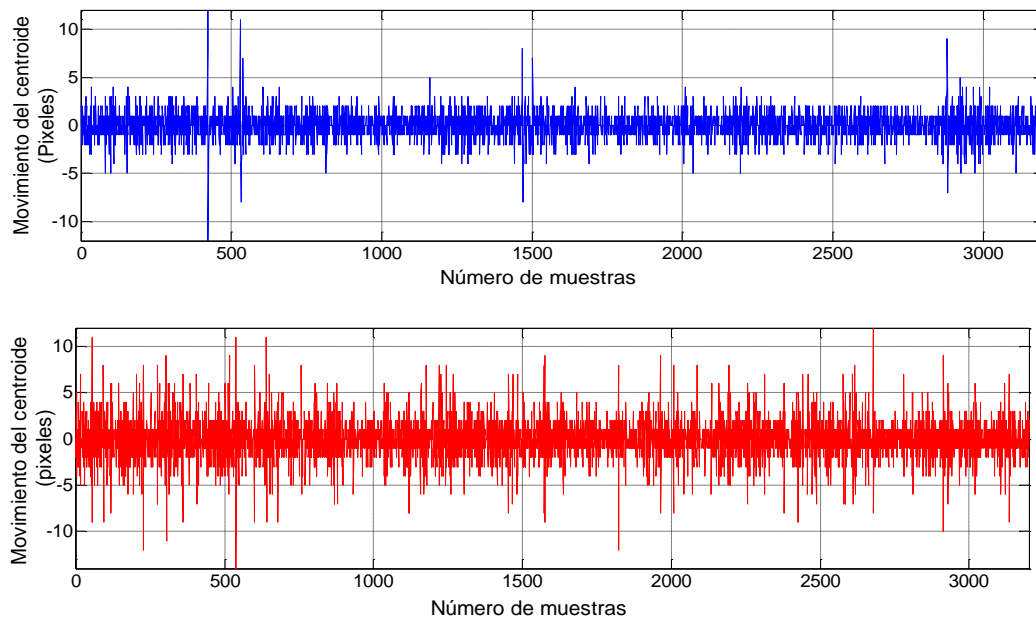 Movimiento del centroide
(Pixeles)
10
5
0
-5
-10
0 500 1000 1500 2000 2500 3000
Número de muestras
Movimiento del centroide
(pixeles)
10
5
0
-5
-10
0 500 1000 1500 2000 2500 3000
Número de muestras